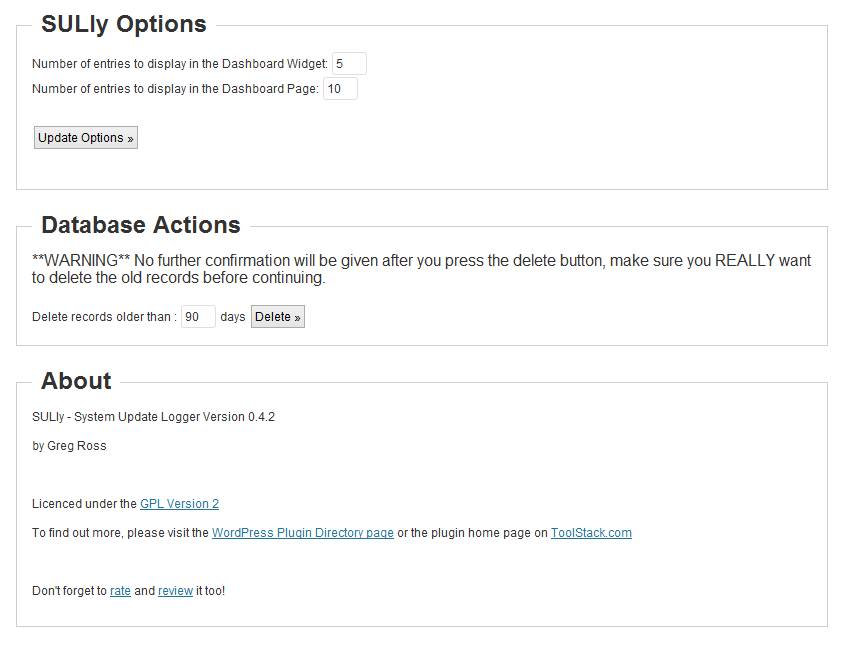 SULly Options
Number of entries to display in the Dashboard Widget: 5
Number of entries to display in the Dashboard Page: 10
Update Options »
Database Actions
**WARNING** No further confirmation will be given after you press the delete button, make sure you REALLY want
to delete the old records before continuing.
Delete records older than : 90 days Delete »
About
SULly - System Update Logger Version 0.4.2
by Greg Ross
Licenced under the GPL Version 2
To find out more, please visit the WordPress Plugin Directory page or the plugin home page on ToolStack.com
Don't forget to rate and review it too!